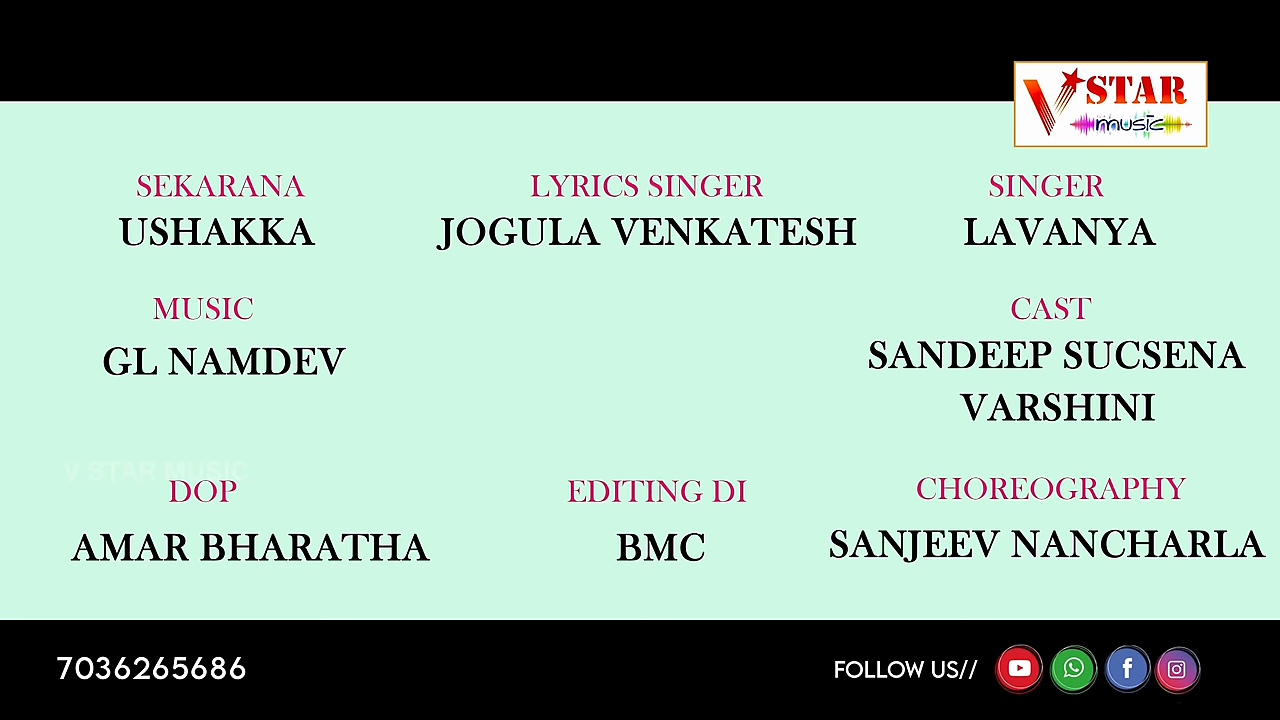 V STAR
music
SEKARANA
USHAKKA
LYRICS SINGER
JOGULA VENKATESH
SINGER
LAVANYA
MUSIC
GL NAMDEV
CAST
SANDEEP SUCSENA
VARSHINI
V STAR MUSIC
DOP
AMAR BHARATHA
EDITING DI
BMC
CHOREOGRAPHY
SANJEEV NANCHARLA
7036265686
FOLLOW US//